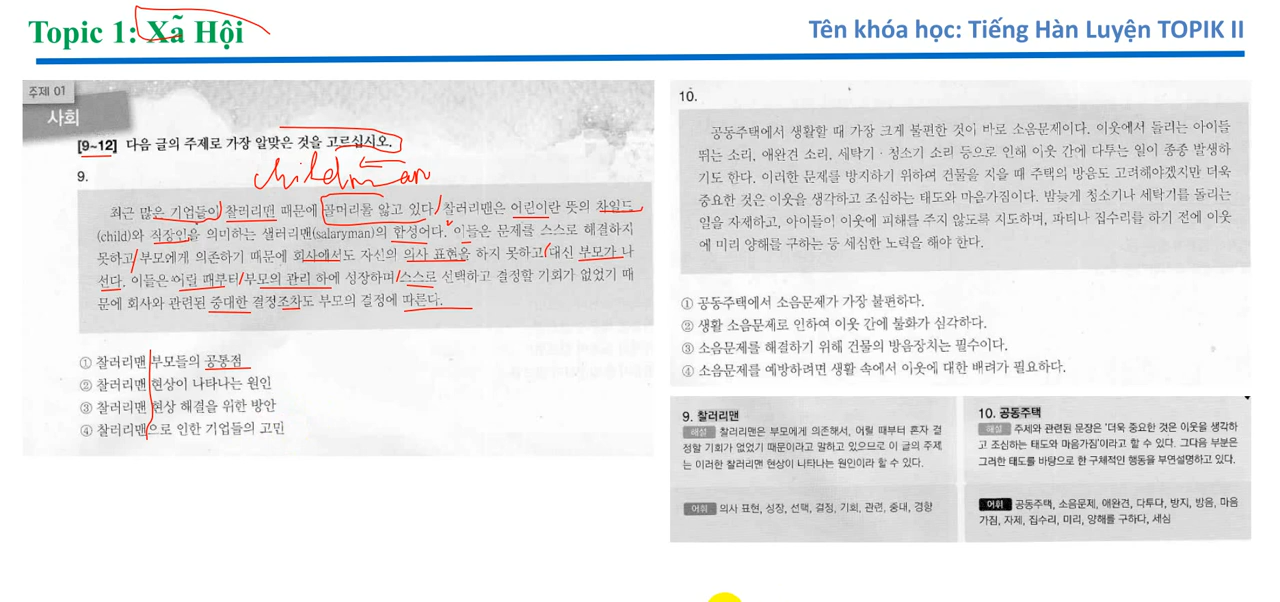 Topic 1: Xã Hội
Tên khóa học: Tiếng Hàn Luyện TOPIK II
주제 01
사회
[9~12] 다음 글의 주제로 가장 알맞은 것을 고르십시오.
childman
9.
최근 많은 기업들이 찰러리맨 때문에 골머리를 앓고 있다. 찰러리맨은 어린이란 뜻의 차일드
(child)와 직장인을 의미하는 샐러리맨(salaryman)의 합성어다. 이들은 문제를 스스로 해결하지
못하고 부모에게 의존하기 때문에 회사에서도 자신의 의사 표현을 하지 못하고 대신 부모가 나
선다. 이들은 어릴 때부터 부모의 관리 하에 성장하며 스스로 선택하고 결정할 기회가 없었기 때
문에 회사와 관련된 중대한 결정조차도 부모의 결정에 따른다.
① 찰러리맨 부모들의 공통점
② 찰러리맨 현상이 나타나는 원인
③ 찰러리맨 현상 해결을 위한 방안
④ 찰러리맨으로 인한 기업들의 고민
10.
공동주택에서 생활할 때 가장 크게 불편한 것이 바로 소음문제이다. 이웃에서 들리는 아이들
뛰는 소리, 애완견 소리, 세탁기 · 청소기 소리 등으로 인해 이웃 간에 다투는 일이 종종 발생하
기도 한다. 이러한 문제를 방지하기 위하여 건물을 지을 때 주택의 방음도 고려해야겠지만 더욱
중요한 것은 이웃을 생각하고 조심하는 태도와 마음가짐이다. 밤늦게 청소기나 세탁기를 돌리는
일을 자제하고, 아이들이 이웃에 피해를 주지 않도록 지도하며, 파티나 집수리를 하기 전에 이웃
에 미리 양해를 구하는 등 세심한 노력을 해야 한다.
① 공동주택에서 소음문제가 가장 불편하다.
② 생활 소음문제로 인하여 이웃 간에 불화가 심각하다.
③ 소음문제를 해결하기 위해 건물의 방음장치는 필수이다.
④ 소음문제를 예방하려면 생활 속에서 이웃에 대한 배려가 필요하다.
9. 찰러리맨
해설 찰러리맨은 부모에게 의존해서, 어릴 때부터 혼자 결
정할 기회가 없었기 때문이라고 말하고 있으므로 이 글의 주제
는 이러한 찰러리맨 현상이 나타나는 원인이라 할 수 있다.
어휘 의사 표현, 성장, 선택, 결정, 기회, 관련, 중대, 경향
10. 공동주택
해설 주제와 관련된 문장은 '더욱 중요한 것은 이웃을 생각하
고 조심하는 태도와 마음가짐'이라고 할 수 있다. 그다음 부분은
그러한 태도를 바탕으로 한 구체적인 행동을 부연설명하고 있다.
어휘 공동주택, 소음문제, 애완견, 다투다, 방지, 방음, 마음
가짐, 자제, 집수리, 미리, 양해를 구하다, 세심